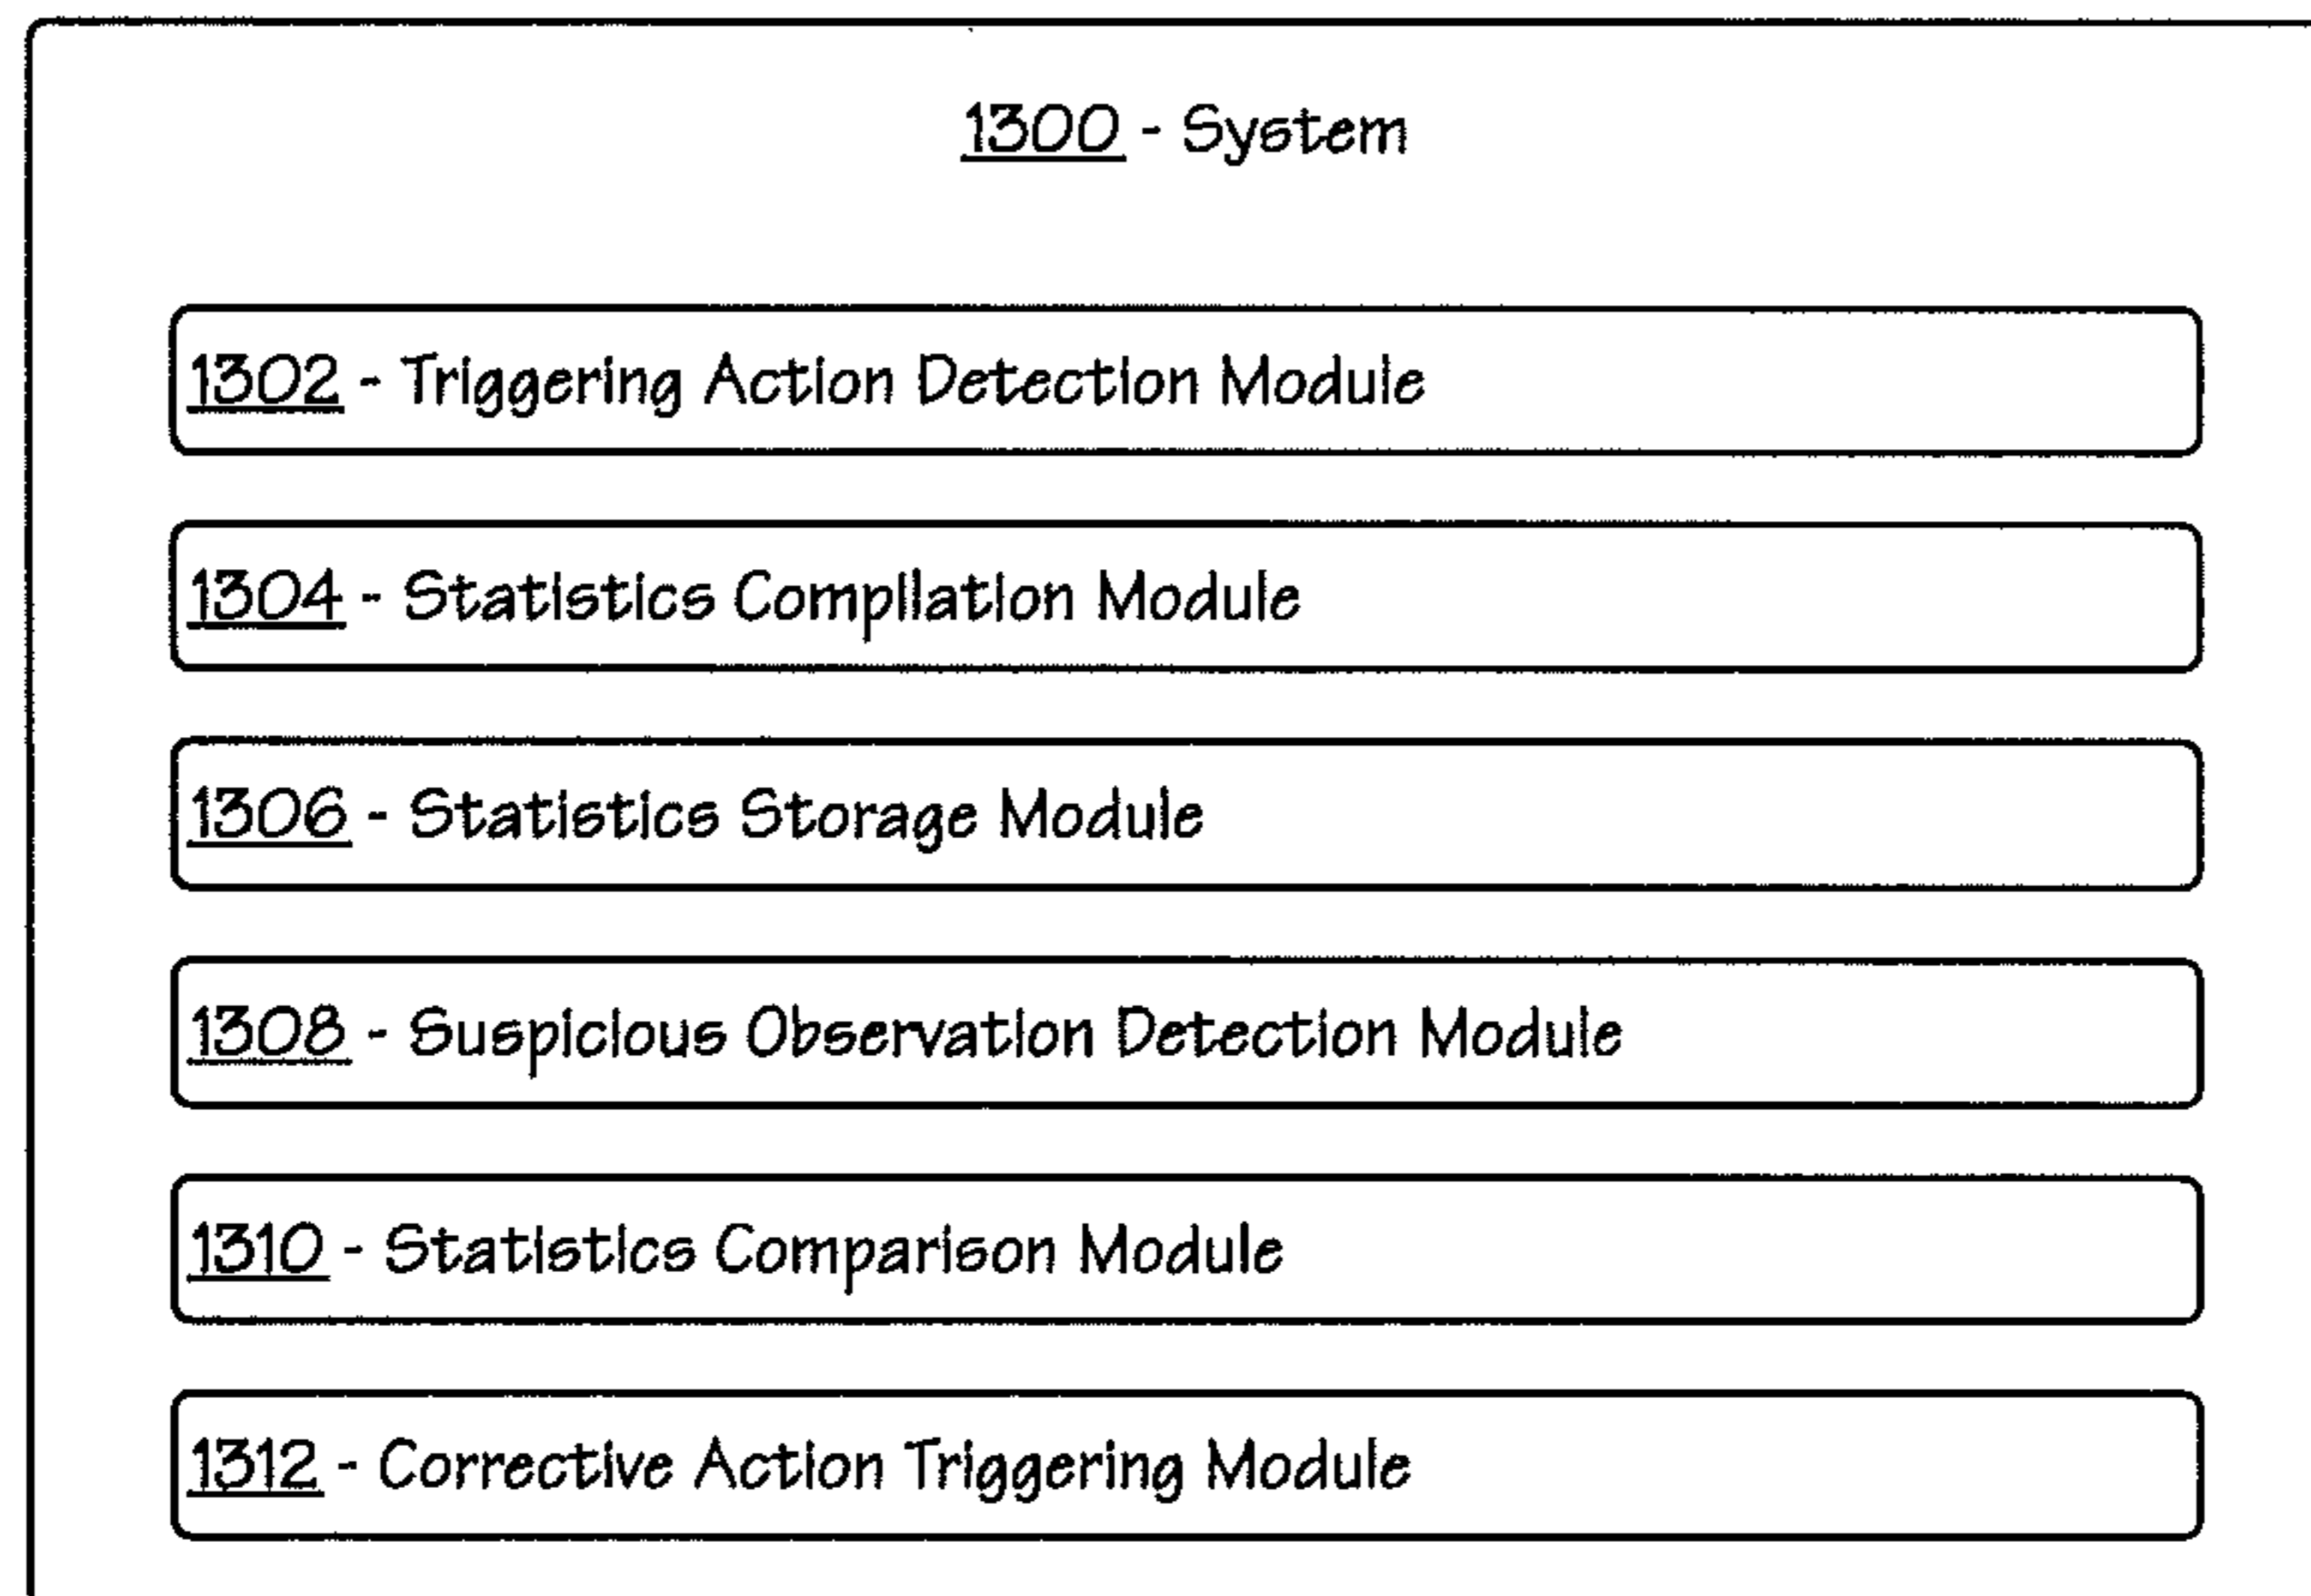 1300 - System
1302 - Triggering Action Detection Module
1304 - Statistics Compilation Module
1306 - Statistics Storage Module
1308 - Suspicious Observation Detection Module
1310 - Statistics Comparison Module
1312 - Corrective Action Triggering Module